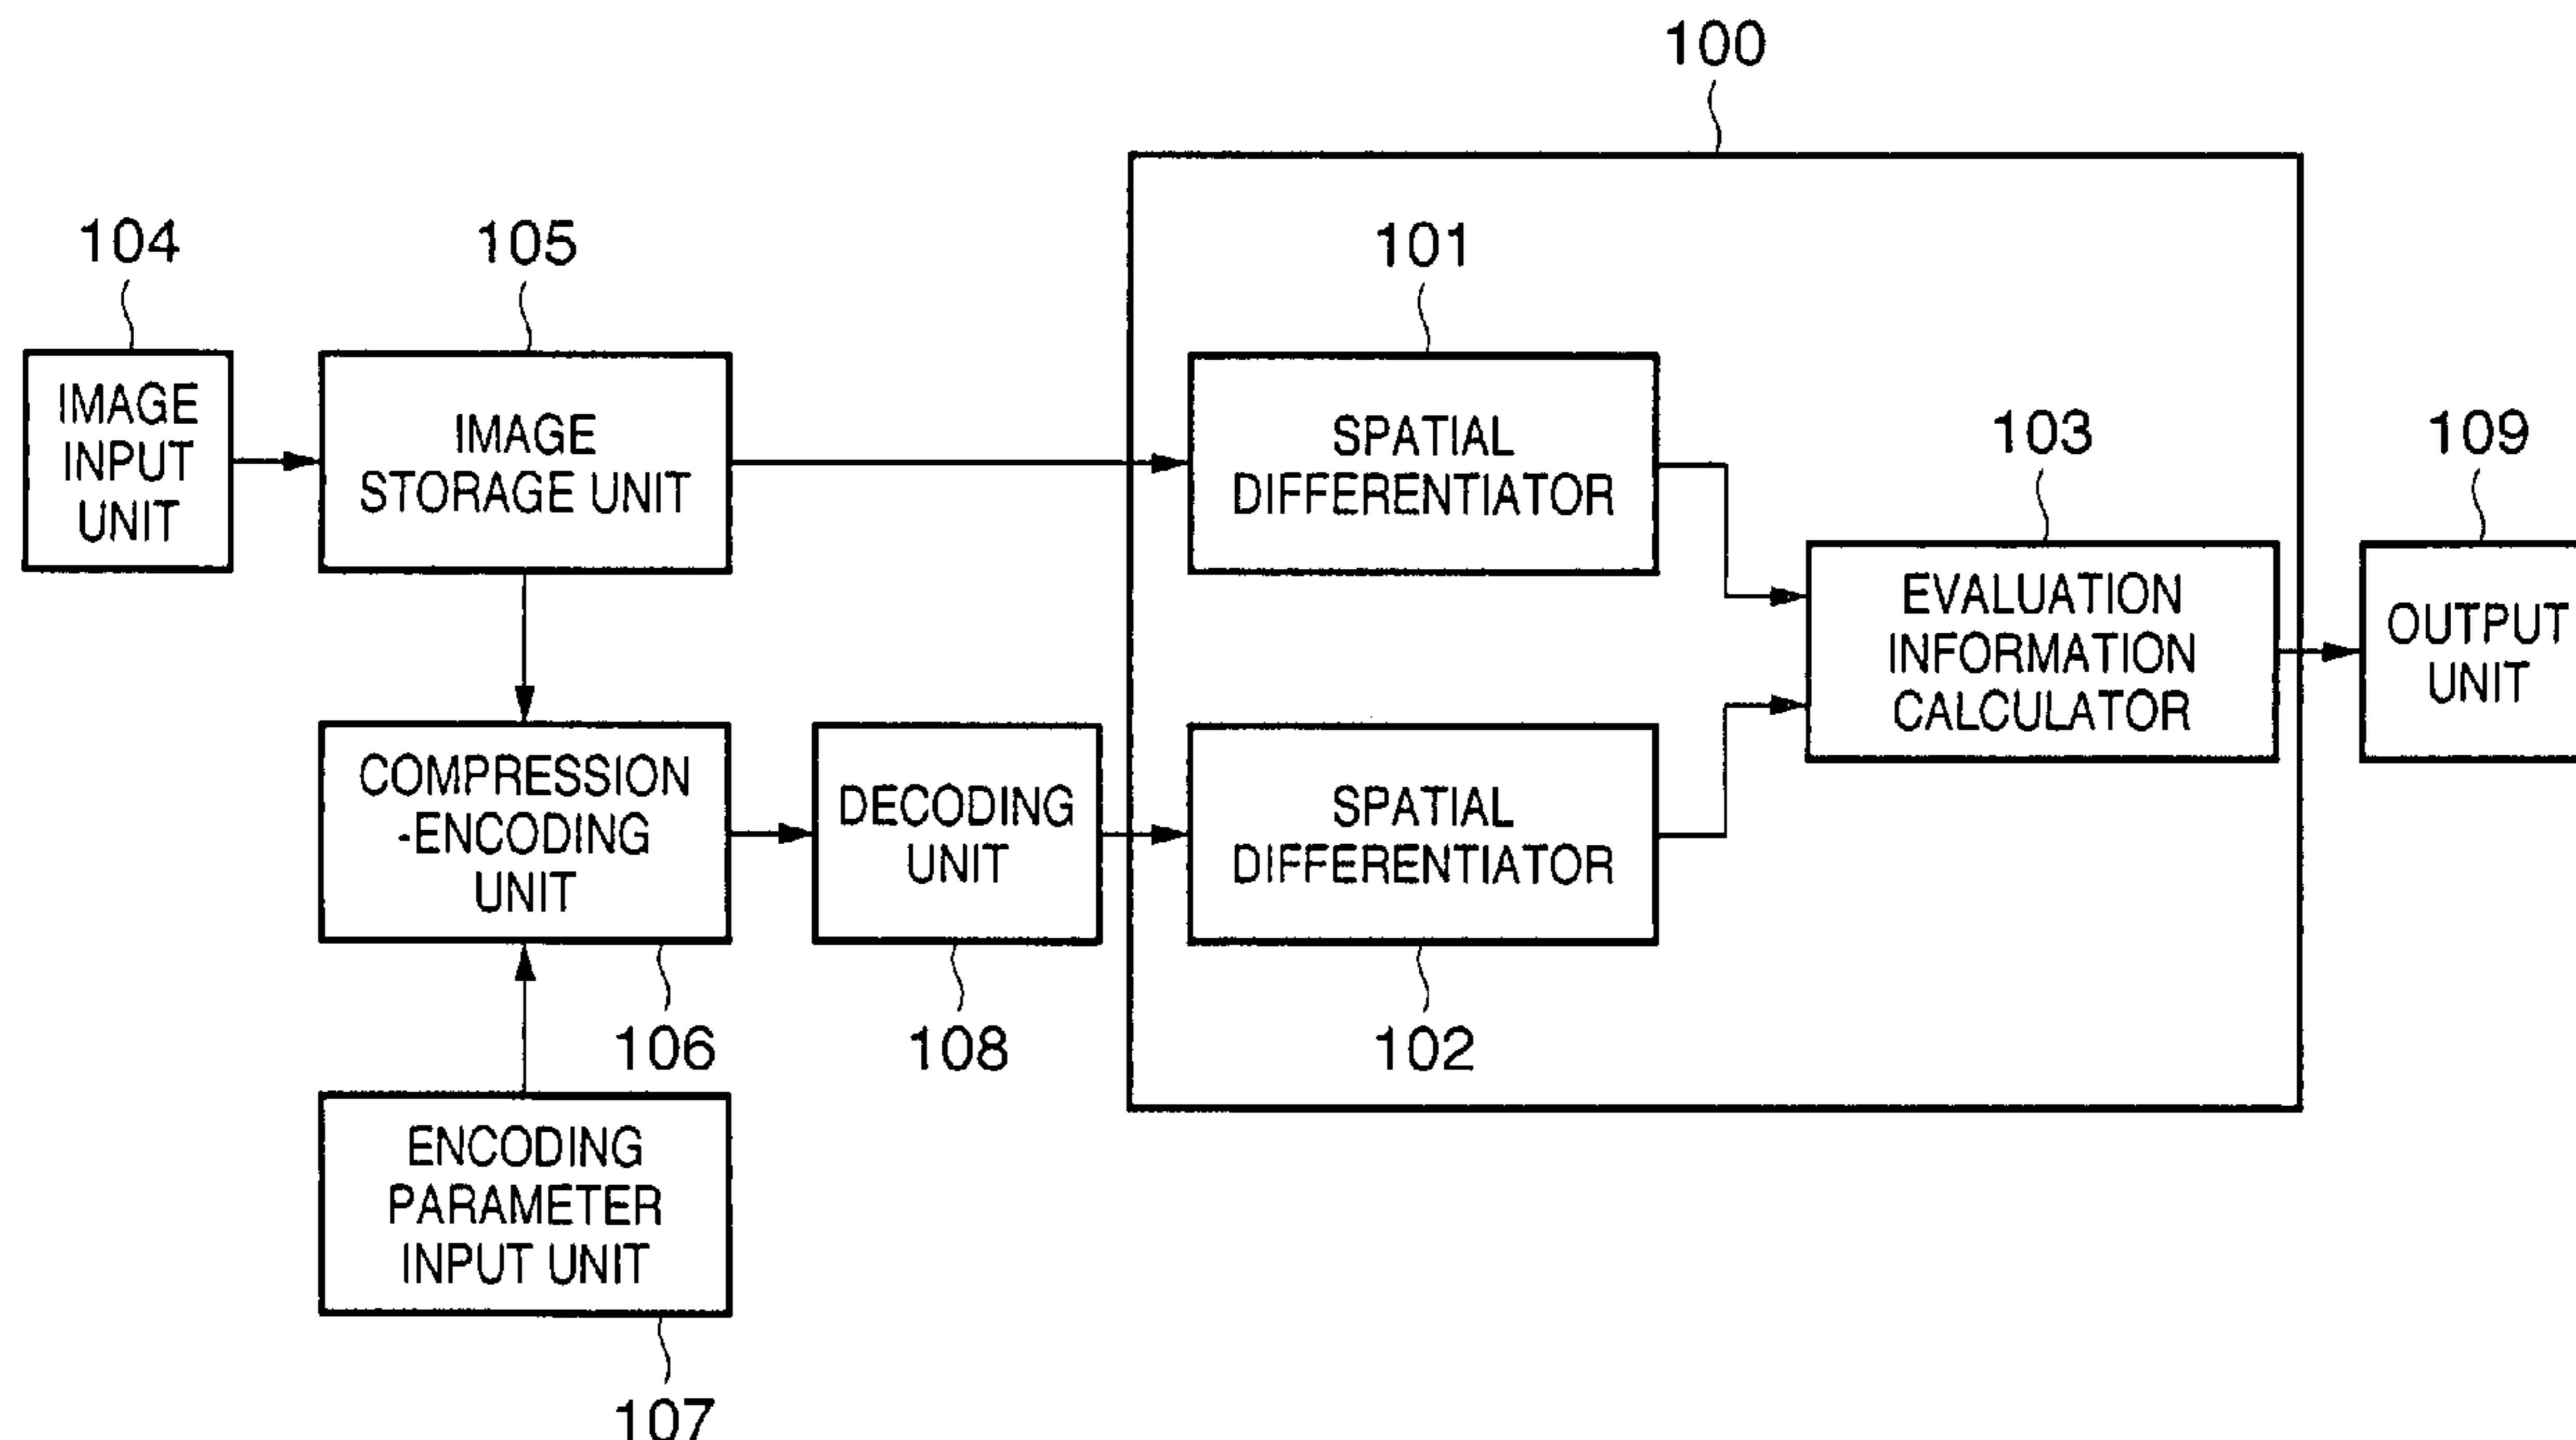 100
104
105
101
IMAGE
INPUT
UNIT
IMAGE
STORAGE UNIT
SPATIAL
DIFFERENTIATOR
103
109
EVALUATION
INFORMATION
CALCULATOR
OUTPUT
UNIT
COMPRESSION
-ENCODING
UNIT
DECODING
UNIT
SPATIAL
DIFFERENTIATOR
106
108
102
ENCODING
PARAMETER
INPUT UNIT
107